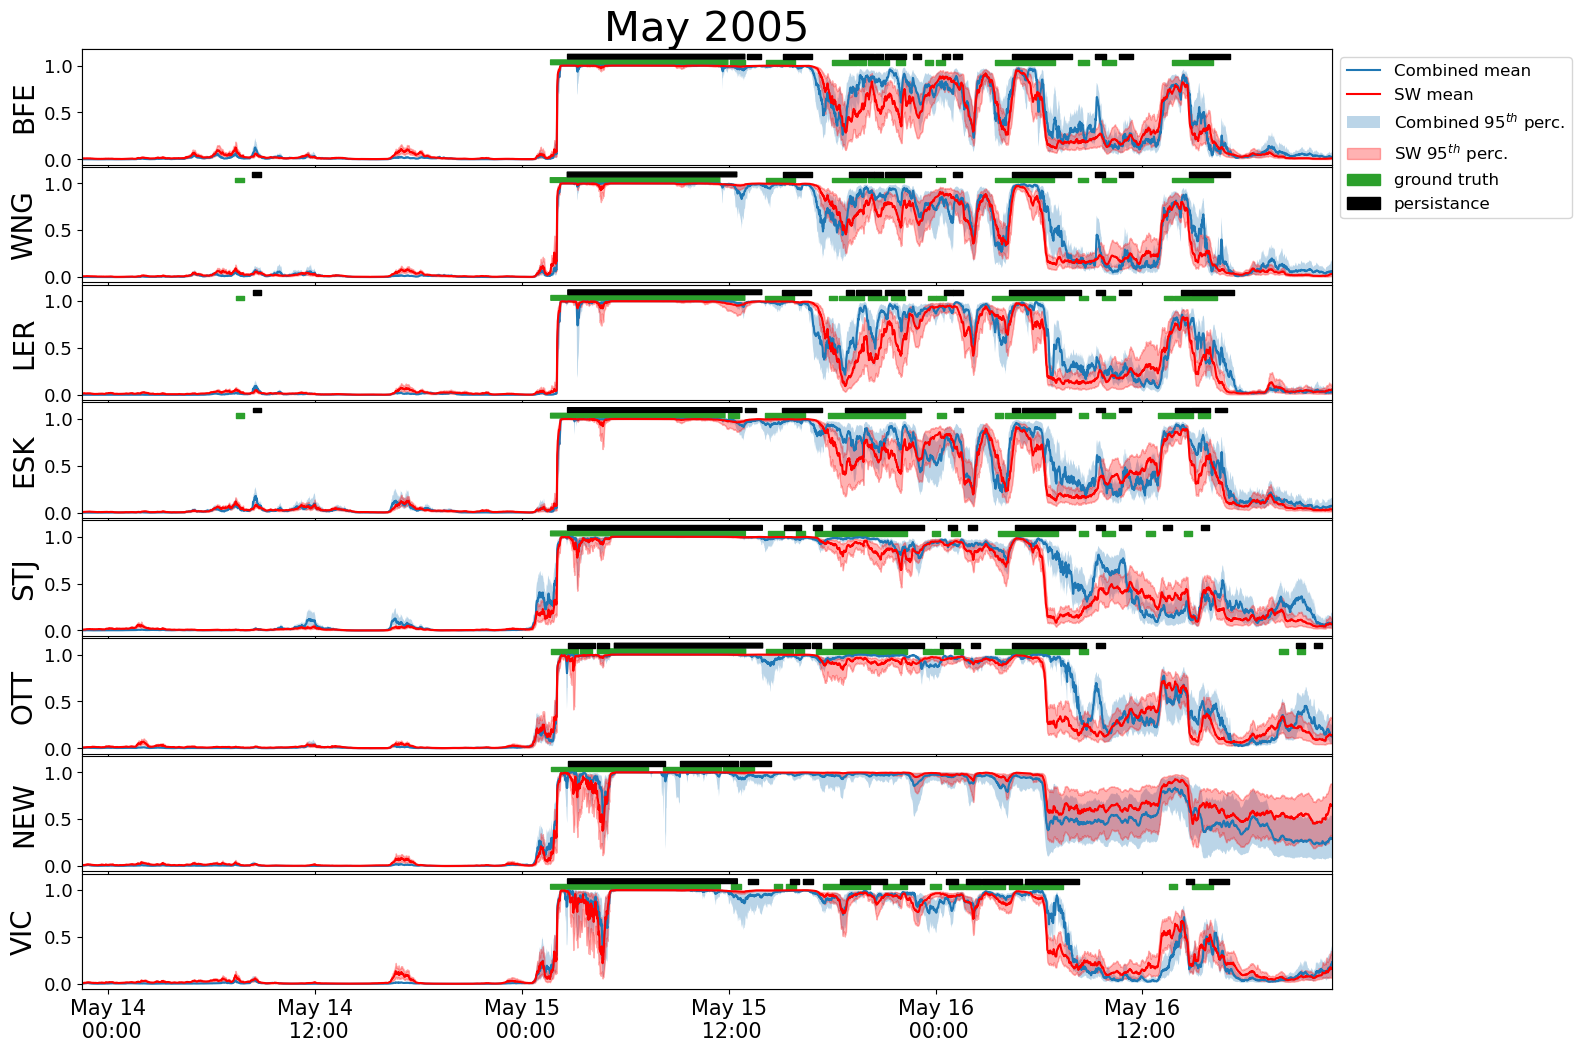 May 2005
BFE
1.0
0.5
0.0
WNG
1.0
0.5
0.0
LER
1.0
0.5
0.0
ESK
1.0
0.5
0.0
STJ
1.0
0.5
0.0
OTT
1.0
0.5
0.0
NEW
1.0
0.5
0.0
VIC
1.0
0.5
0.0
May 14
00:00
May 14
12:00
May 15
00:00
May 15
12:00
May 16
00:00
May 16
12:00
Combined mean
SW mean
Combined 95th perc.
SW 95th perc.
ground truth
persistance